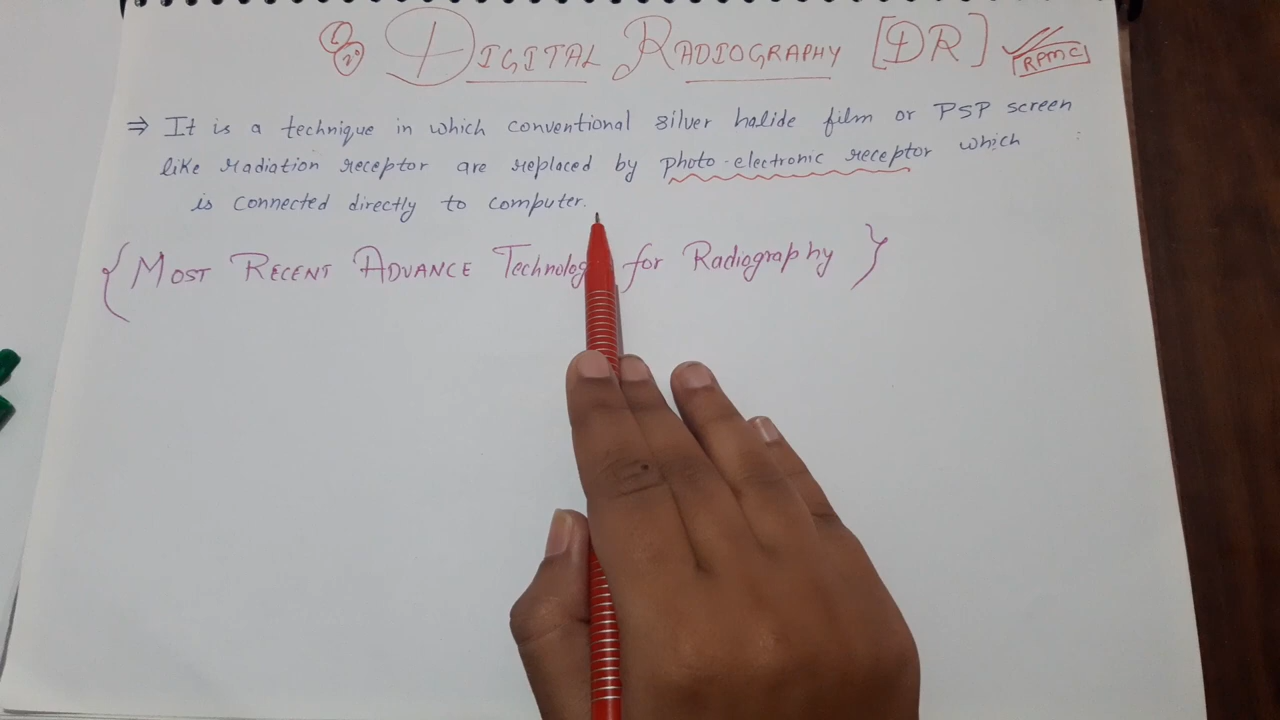 DIGITAL RADIOGRAPHY [DR] RPMC
⇒ It is a technique in which conventional silver halide film or PSP screen
like radiation receptor are replaced by photo-electronic receptor which
is connected directly to computer.
{ MOST RECENT ADVANCE Technolog for Radiography }